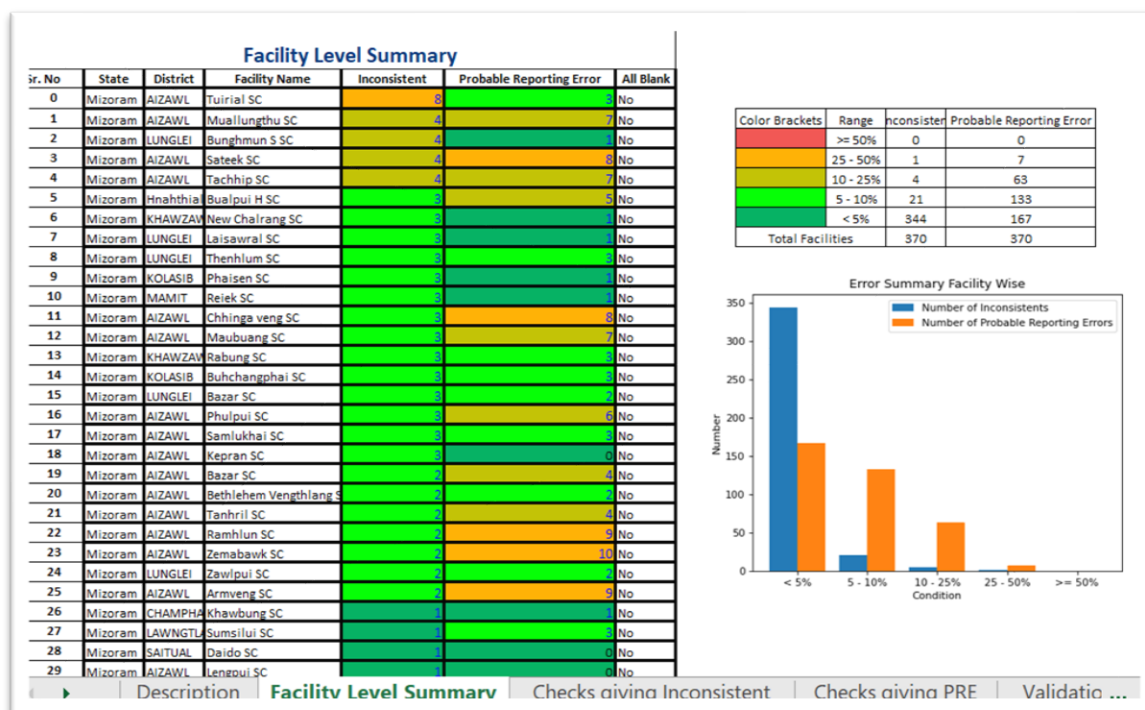 Facility Level Summary
Sr. No State District Facility Name Inconsistent Probable Reporting Error All Blank
0 Mizoram AIZAWL Tuirial SC 8 3 No
1 Mizoram AIZAWL Muallungthu SC 4 7 No
2 Mizoram LUNGLEI Bunghmun S SC 4 1 No
3 Mizoram AIZAWL Sateek SC 4 8 No
4 Mizoram AIZAWL Tachhip SC 4 7 No
5 Mizoram Hnahthial Bualpui H SC 3 5 No
6 Mizoram KHAWZAW New Chalrang SC 3 1 No
7 Mizoram LUNGLEI Laisawral SC 3 1 No
8 Mizoram LUNGLEI Thenhlum SC 3 3 No
9 Mizoram KOLASIB Phaisen SC 3 1 No
10 Mizoram MAMIT Reiek SC 3 1 No
11 Mizoram AIZAWL Chhinga veng SC 3 8 No
12 Mizoram AIZAWL Maubuang SC 3 7 No
13 Mizoram KHAWZAW Rabung SC 3 3 No
14 Mizoram KOLASIB Buhchangphai SC 3 3 No
15 Mizoram LUNGLEI Bazar SC 3 2 No
16 Mizoram AIZAWL Phulpui SC 3 6 No
17 Mizoram AIZAWL Samlukhai SC 3 3 No
18 Mizoram AIZAWL Kepran SC 3 0 No
19 Mizoram AIZAWL Bazar SC 2 4 No
20 Mizoram AIZAWL Bethlehem Vengthlang S 2 2 No
21 Mizoram AIZAWL Tanhril SC 2 4 No
22 Mizoram AIZAWL Ramhlun SC 2 9 No
23 Mizoram AIZAWL Zemabawk SC 2 10 No
24 Mizoram LUNGLEI Zawlpui SC 2 2 No
25 Mizoram AIZAWL Armveng SC 2 9 No
26 Mizoram CHAMPHA Khawbung SC 1 1 No
27 Mizoram LAWNGTLA Sumsilui SC 1 3 No
28 Mizoram SAITUAL Daido SC 1 0 No
29 Mizoram AIZAWL Lengpui SC 1 0 No
Color Brackets Range nconsisten Probable Reporting Error
>= 50% 0 0
25 - 50% 1 7
10 - 25% 4 63
5 - 10% 21 133
< 5% 344 167
Total Facilities 370 370
Error Summary Facility Wise
Number of Inconsistents
Number of Probable Reporting Errors
350
300
250
200
150
100
50
0
Number
< 5% 5 - 10% 10 - 25% 25 - 50% >= 50%
Condition
Description Facility Level Summary Checks giving Inconsistent Checks giving PRE Validatio ...